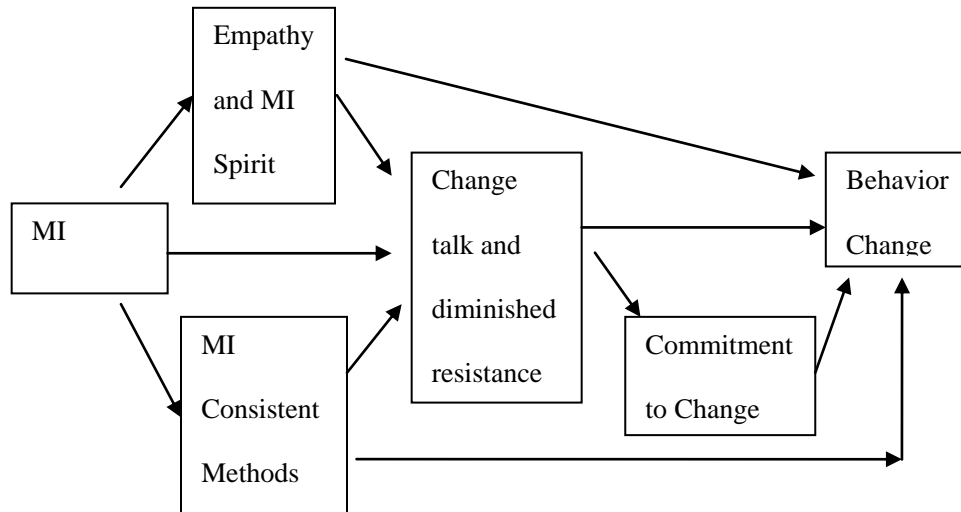 Empathy
and MI
Spirit
MI
Change
talk and
diminished
resistance
Behavior
Change
MI
Consistent
Methods
Commitment
to Change